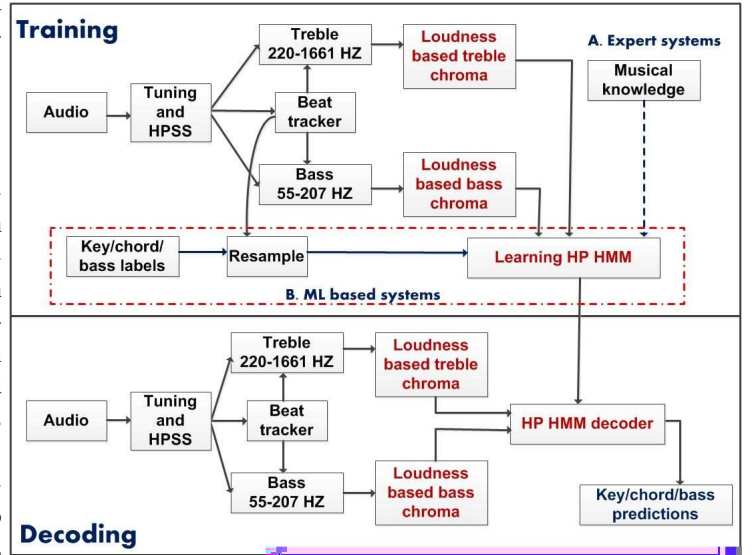 Training
Treble
220-1661 HZ
Loudness
based treble
chroma
A. Expert systems
Musical
knowledge
Audio
Tuning
and
HPSS
Beat
tracker
Bass
55-207 HZ
Loudness
based bass
chroma
Key/chord/
bass labels
Resample
Learning HP HMM
B. ML based systems
Treble
220-1661 HZ
Loudness
based treble
chroma
Audio
Tuning
and
HPSS
Beat
tracker
HP HMM decoder
Bass
55-207 HZ
Loudness
based bass
chroma
Key/chord/bass
predictions
Decoding